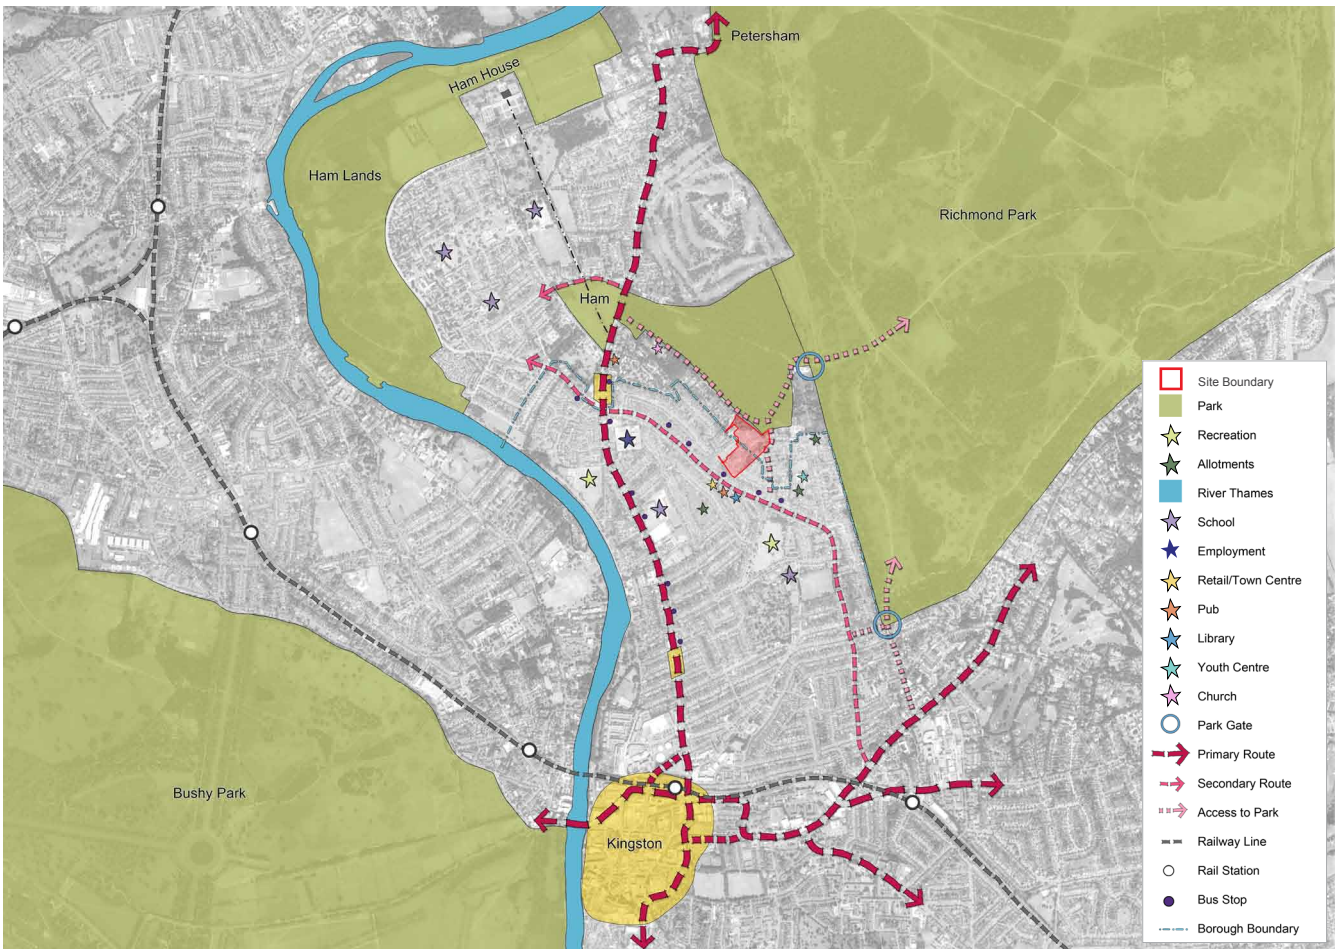 Petersham
Ham House
Ham Lands
Richmond Park
Ham
Bushy Park
Kingston
Site Boundary
Park
Recreation
Allotments
River Thames
School
Employment
Retail/Town Centre
Pub
Library
Youth Centre
Church
Park Gate
Primary Route
Secondary Route
Access to Park
Railway Line
Rail Station
Bus Stop
Borough Boundary